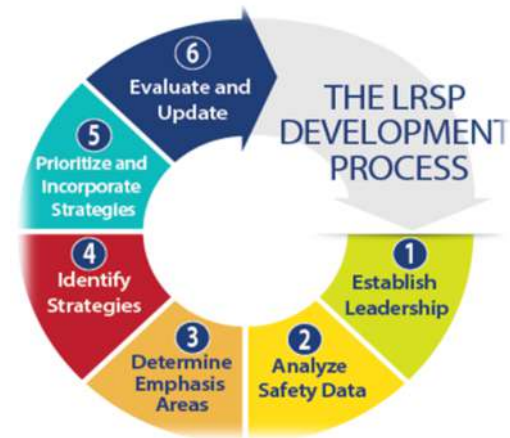 THE LRSP
DEVELOPMENT
PROCESS
1
Establish
Leadership
2
Analyze
Safety Data
3
Determine
Emphasis
Areas
4
Identify
Strategies
5
Prioritize and
Incorporate
Strategies
6
Evaluate and
Update